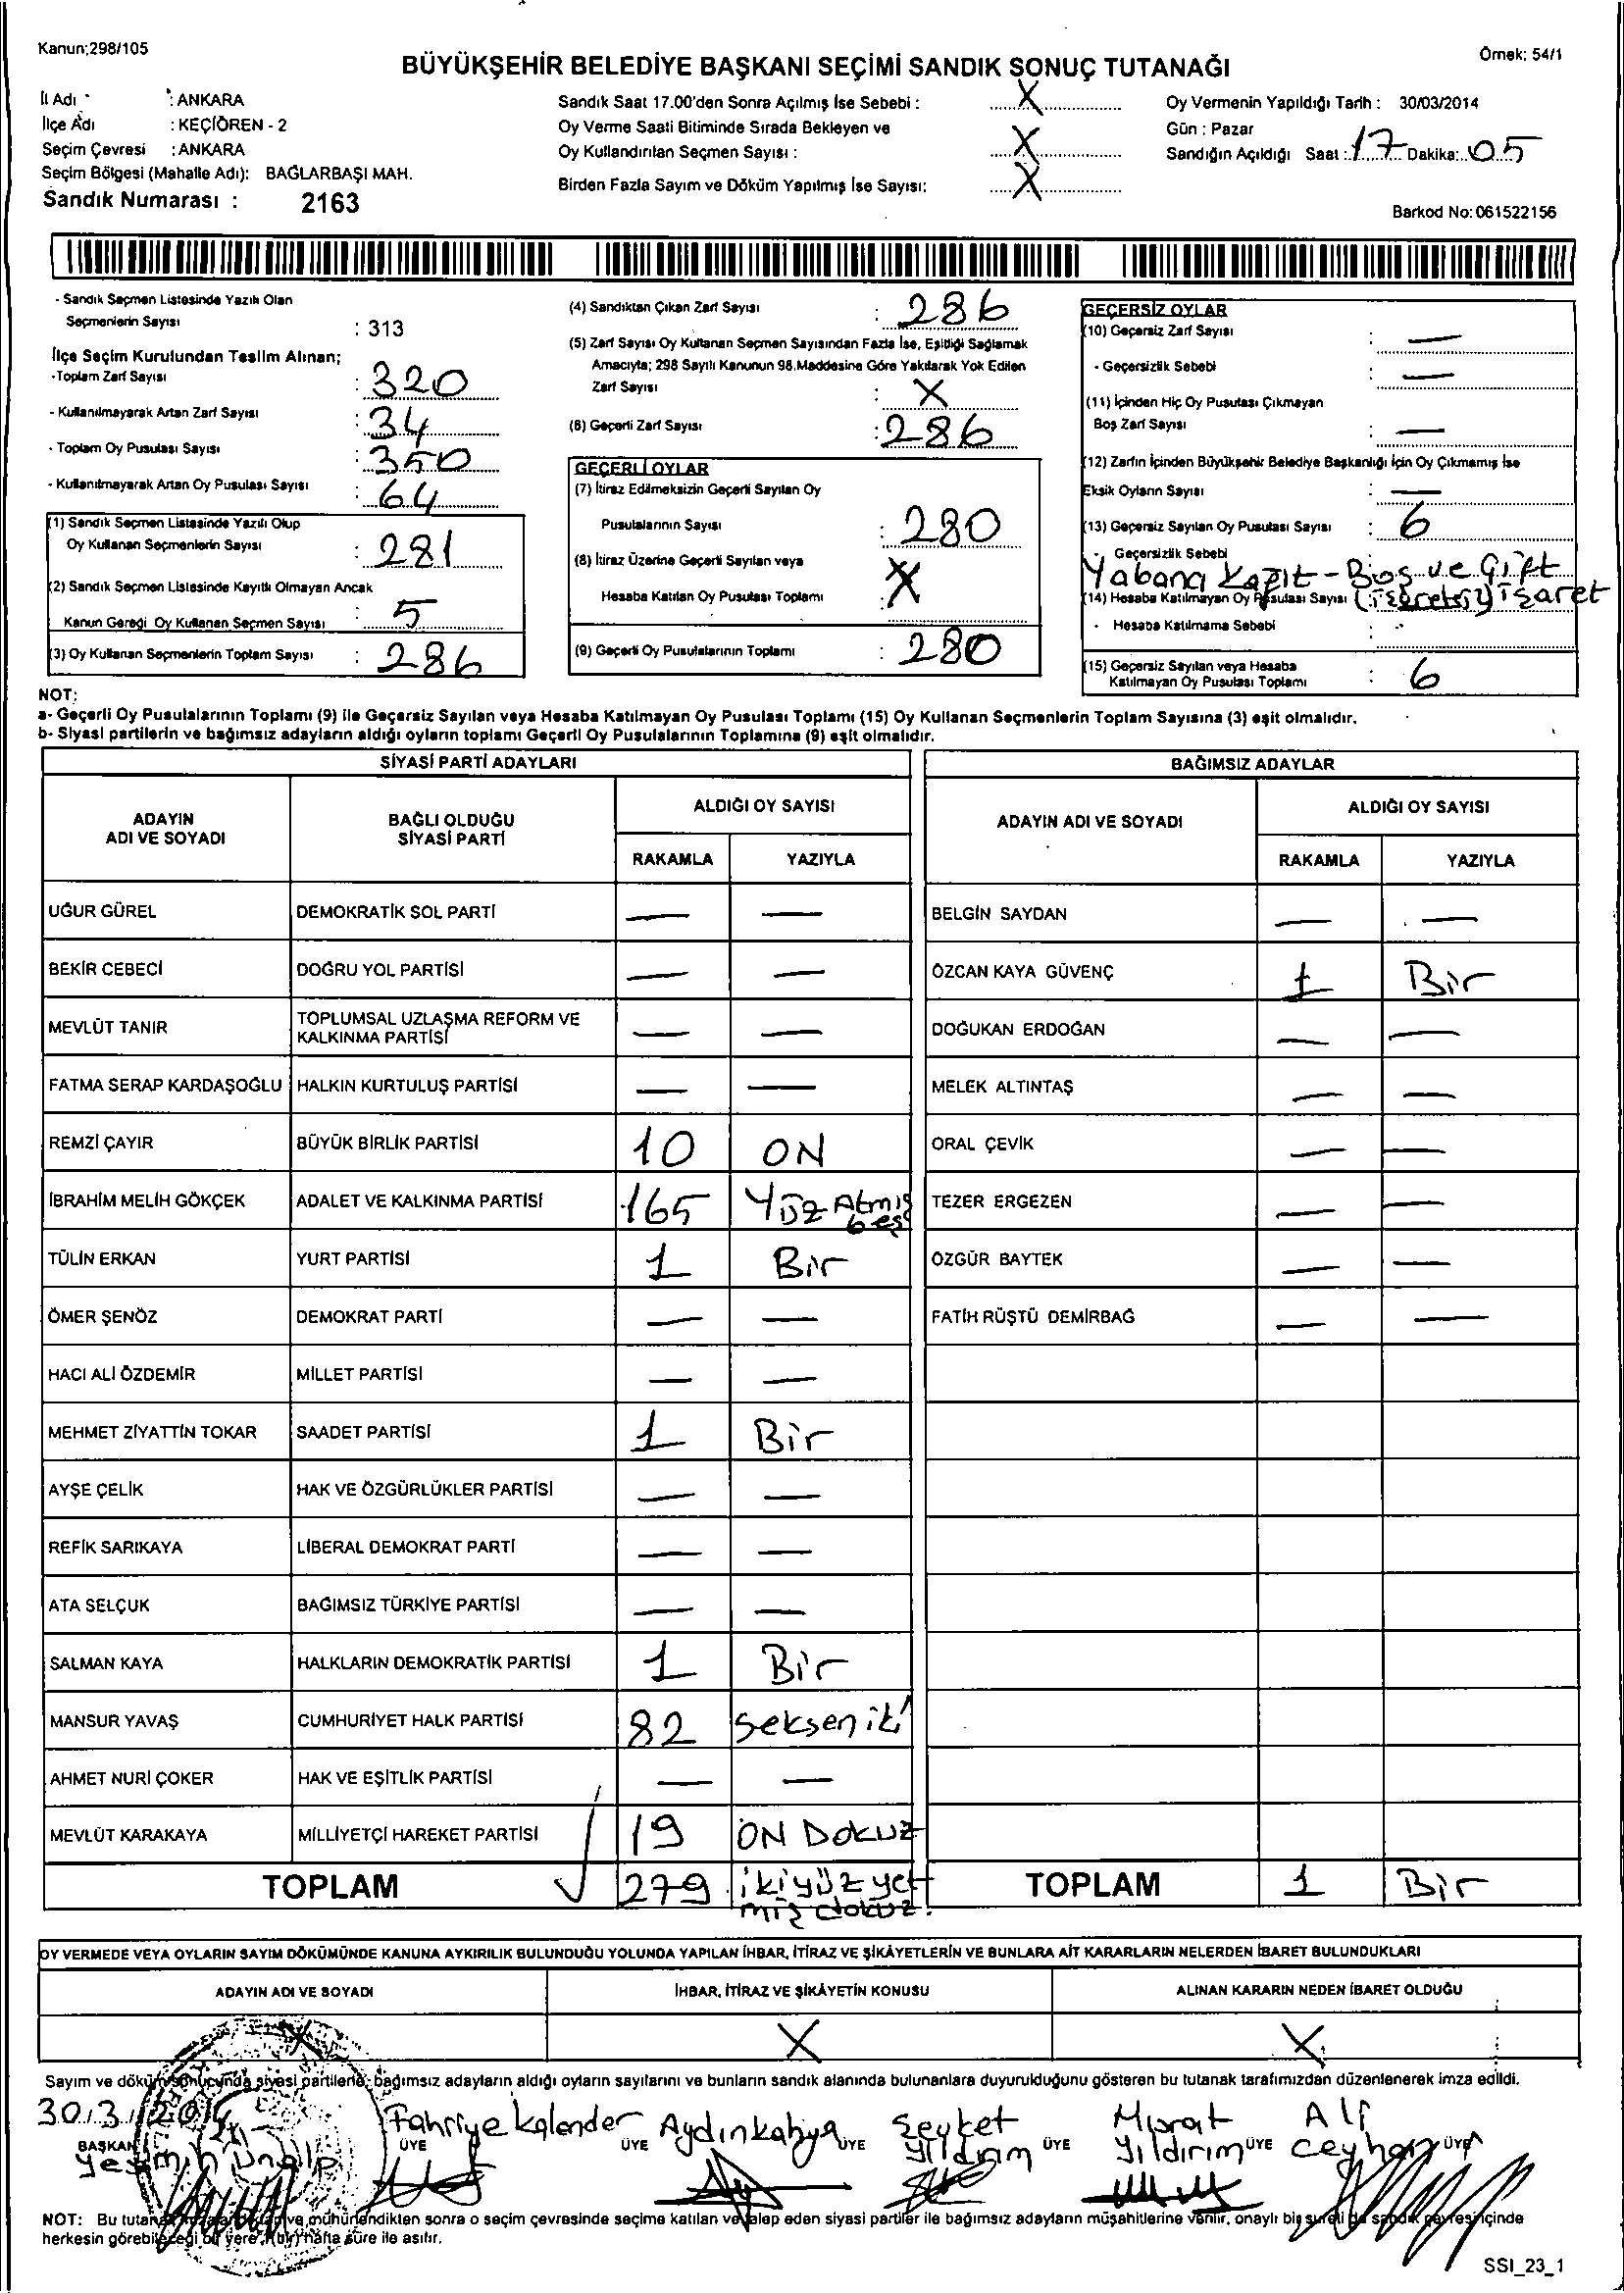 Kanun;298/105
Örnek: 54/1
BÜYÜKŞEHİR BELEDİYE BAŞKANI SEÇİMİ SANDIK SONUÇ TUTANAĞI
İl Adı : ANKARA
İlçe Adı : KEÇİÖREN - 2
Seçim Çevresi : ANKARA
Seçim Bölgesi (Mahalle Adı): BAĞLARBAŞI MAH.
Sandık Numarası : 2163
Sandık Saat 17.00'den Sonra Açılmış İse Sebebi : X
Oy Verme Saati Bitiminde Sırada Bekleyen ve
Oy Kullandırılan Seçmen Sayısı : X
Birden Fazla Sayım ve Döküm Yapılmış İse Sayısı: X
Oy Vermenin Yapıldığı Tarih : 30/03/2014
Gün : Pazar
Sandığın Açıldığı Saat : 17 Dakika: 05
Barkod No: 061522156
- Sandık Seçmen Listesinde Yazılı Olan
Seçmenlerin Sayısı : 313
İlçe Seçim Kurulundan Teslim Alınan;
-Toplam Zarf Sayısı : 320
- Kullanılmayarak Artan Zarf Sayısı : 34
- Toplam Oy Pusulası Sayısı : 350
- Kullanılmayarak Artan Oy Pusulası Sayısı : 64
(1) Sandık Seçmen Listesinde Yazılı Olup
Oy Kullanan Seçmenlerin Sayısı : 281
(2) Sandık Seçmen Listesinde Kayıtlı Olmayan Ancak
Kanun Gereği Oy Kullanan Seçmen Sayısı : 5
(3) Oy Kullanan Seçmenlerin Toplam Sayısı : 286
(4) Sandıktan Çıkan Zarf Sayısı : 286
(5) Zarf Sayısı Oy Kullanan Seçmen Sayısından Fazla İse, Eşitliği Sağlamak
Amacıyla; 298 Sayılı Kanunun 98.Maddesine Göre Yakılarak Yok Edilen
Zarf Sayısı : X
(6) Geçerli Zarf Sayısı : 286
GEÇERLİ OYLAR
(7) İtiraz Edilmeksizin Geçerli Sayılan Oy
Pusulalarının Sayısı : 280
(8) İtiraz Üzerine Geçerli Sayılan veya
Hesaba Katılan Oy Pusulası Toplamı : X
(9) Geçerli Oy Pusulalarının Toplamı : 280
GEÇERSİZ OYLAR
(10) Geçersiz Zarf Sayısı : —
- Geçersizlik Sebebi : —
(11) İçinden Hiç Oy Pusulası Çıkmayan
Boş Zarf Sayısı : —
(12) Zarfın İçinden Büyükşehir Belediye Başkanlığı İçin Oy Çıkmamış İse
Eksik Oyların Sayısı : —
(13) Geçersiz Sayılan Oy Pusulası Sayısı : 6
- Geçersizlik Sebebi
Yabancı Kağıt - Boş ve Çift
(14) Hesaba Katılmayan Oy Pusulası Sayısı (işaretsiz) işaret
- Hesaba Katılmama Sebebi :
(15) Geçersiz Sayılan veya Hesaba
Katılmayan Oy Pusulası Toplamı : 6
NOT:
a- Geçerli Oy Pusulalarının Toplamı (9) ile Geçersiz Sayılan veya Hesaba Katılmayan Oy Pusulası Toplamı (15) Oy Kullanan Seçmenlerin Toplam Sayısına (3) eşit olmalıdır.
b- Siyasi partilerin ve bağımsız adayların aldığı oyların toplamı Geçerli Oy Pusulalarının Toplamına (9) eşit olmalıdır.
SİYASİ PARTİ ADAYLARI
ADAYIN ADI VE SOYADI
BAĞLI OLDUĞU SİYASİ PARTİ
ALDIĞI OY SAYISI
RAKAMLA YAZIYLA
UĞUR GÜREL DEMOKRATİK SOL PARTİ — —
BEKİR CEBECİ DOĞRU YOL PARTİSİ — —
MEVLÜT TANIR TOPLUMSAL UZLAŞMA REFORM VE KALKINMA PARTİSİ — —
FATMA SERAP KARDAŞOĞLU HALKIN KURTULUŞ PARTİSİ — —
REMZİ ÇAYIR BÜYÜK BİRLİK PARTİSİ 10 ON
İBRAHİM MELİH GÖKÇEK ADALET VE KALKINMA PARTİSİ 165 Yüz Atmış beş
TÜLİN ERKAN YURT PARTİSİ 1 Bir
ÖMER ŞENÖZ DEMOKRAT PARTİ — —
HACI ALİ ÖZDEMİR MİLLET PARTİSİ — —
MEHMET ZİYATTİN TOKAR SAADET PARTİSİ 1 Bir
AYŞE ÇELİK HAK VE ÖZGÜRLÜKLER PARTİSİ — —
REFİK SARIKAYA LİBERAL DEMOKRAT PARTİ — —
ATA SELÇUK BAĞIMSIZ TÜRKİYE PARTİSİ — —
SALMAN KAYA HALKLARIN DEMOKRATİK PARTİSİ 1 Bir
MANSUR YAVAŞ CUMHURİYET HALK PARTİSİ 82 Seksen iki
AHMET NURİ ÇOKER HAK VE EŞİTLİK PARTİSİ — —
MEVLÜT KARAKAYA MİLLİYETÇİ HAREKET PARTİSİ 19 ON DOKUZ
TOPLAM 279 ikiyüz yetmiş dokuz.
BAĞIMSIZ ADAYLAR
ADAYIN ADI VE SOYADI
ALDIĞI OY SAYISI
RAKAMLA YAZIYLA
BELGİN SAYDAN — —
ÖZCAN KAYA GÜVENÇ 1 Bir
DOĞUKAN ERDOĞAN — —
MELEK ALTINTAŞ — —
ORAL ÇEVİK — —
TEZER ERGEZEN — —
ÖZGÜR BAYTEK — —
FATİH RÜŞTÜ DEMİRBAĞ — —
TOPLAM 1 Bir
OY VERMEDE VEYA OYLARIN SAYIM DÖKÜMÜNDE KANUNA AYKIRILIK BULUNDUĞU YOLUNDA YAPILAN İHBAR, İTİRAZ VE ŞİKÂYETLERİN VE BUNLARA AİT KARARLARIN NELERDEN İBARET BULUNDUKLARI
ADAYIN ADI VE SOYADI İHBAR, İTİRAZ VE ŞİKÂYETİN KONUSU ALINAN KARARIN NEDEN İBARET OLDUĞU
X X X
Sayım ve döküm sonucunda siyasi partilerle, bağımsız adayların aldığı oyların sayılarını ve bunların sandık alanında bulunanlara duyurulduğunu gösteren bu tutanak tarafımızdan düzenlenerek imza edildi.
30/3/2014 Fahriye Kalender Aydın Kahya Şevket Yıldırım Murat Yıldırım Ali Ceyhan
BAŞKAN ÜYE ÜYE ÜYE ÜYE ÜYE ÜYE
NOT: Bu tutanak ve mühürlendikten sonra o seçim çevresinde seçime katılan ve talep eden siyasi partiler ile bağımsız adayların müşahitlerine verilir, onaylı bir sureti de sandık çevresi içinde
herkesin görebileceği bir yere 1(bir) hafta süre ile asılır.
SSI_23_1